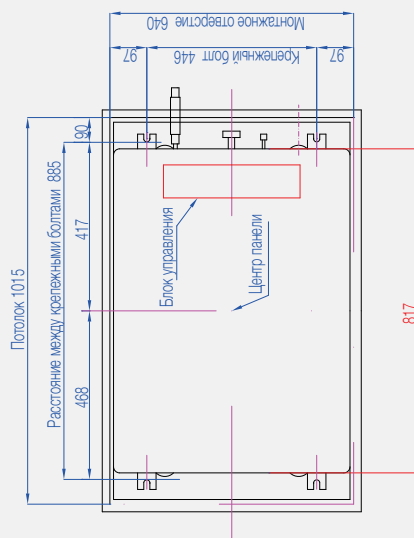 Монтажное отверстие 640
97
Крепежный болт 446
97
Потолок 1015
Расстояние между крепежными болтами 885
90
417
468
Блок управления
Центр панели
817